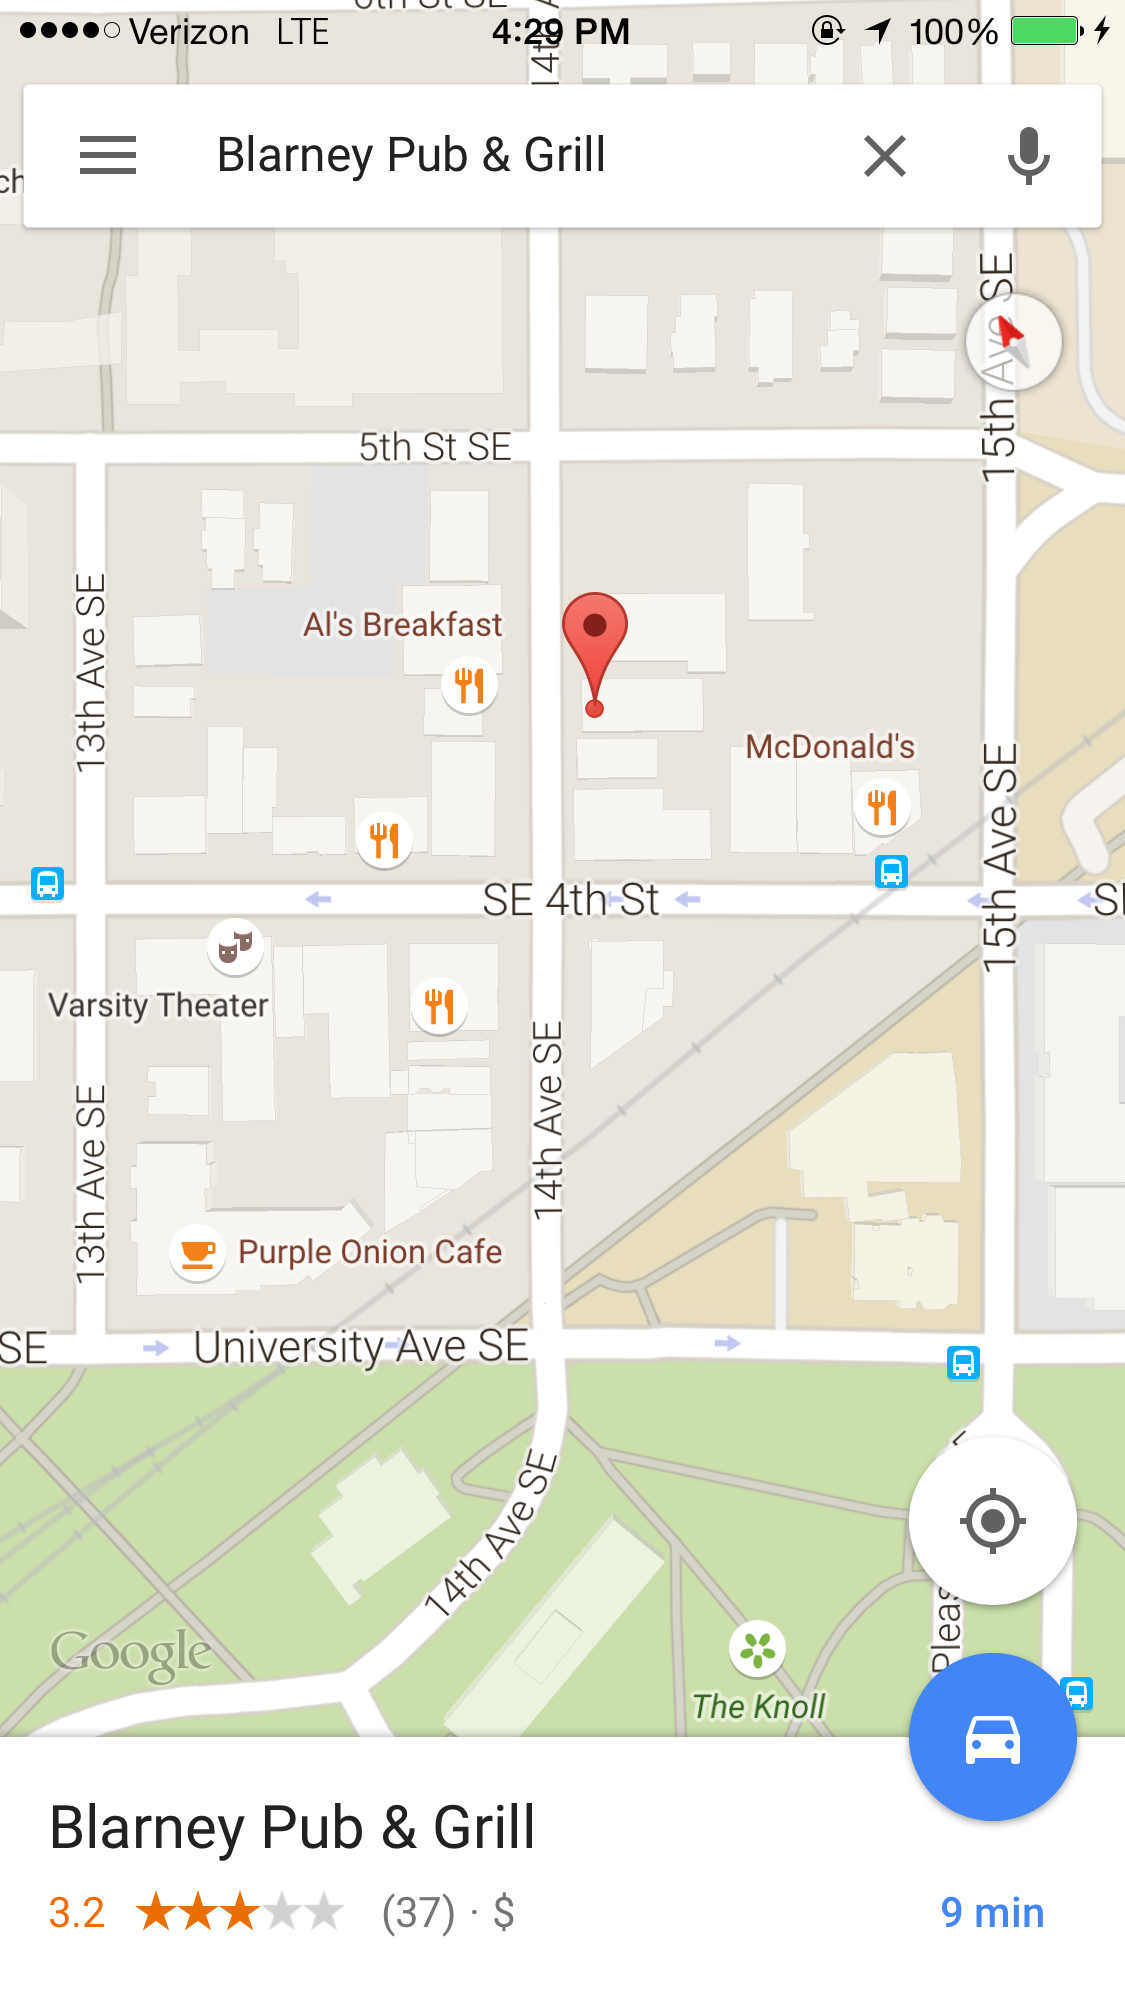 Verizon LTE 4:29 PM 100%
Blarney Pub & Grill
15th Ave SE
5th St SE
13th Ave SE
Al's Breakfast
McDonald's
15th Ave SE
SE 4th St
Varsity Theater
14th Ave SE
13th Ave SE
Purple Onion Cafe
SE
University Ave SE
14th Ave SE
Google
The Knoll
Blarney Pub & Grill
3.2 (37) · $
9 min